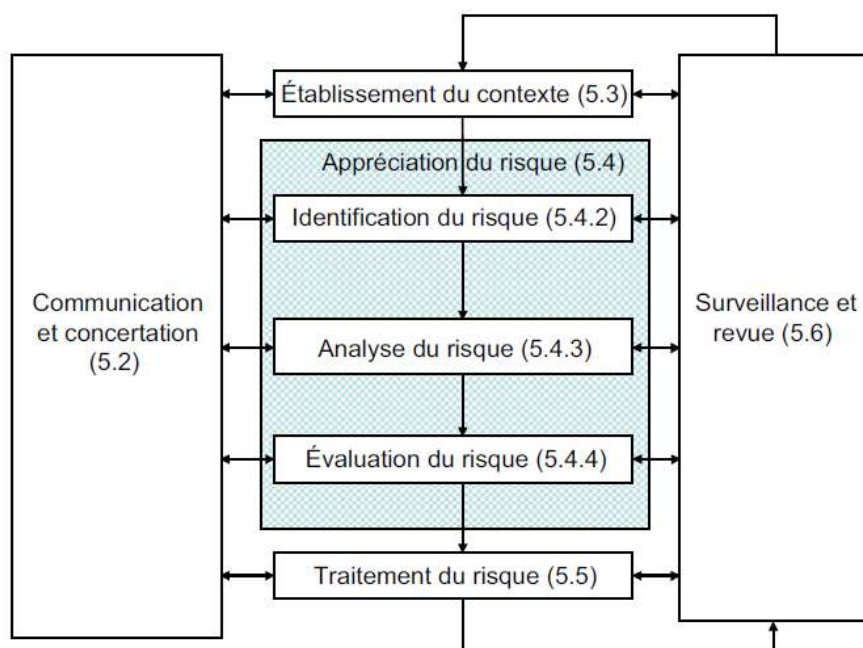 Établissement du contexte (5.3)
Appréciation du risque (5.4)
Identification du risque (5.4.2)
Communication
et concertation
(5.2)
Surveillance et
revue (5.6)
Analyse du risque (5.4.3)
Évaluation du risque (5.4.4)
Traitement du risque (5.5)